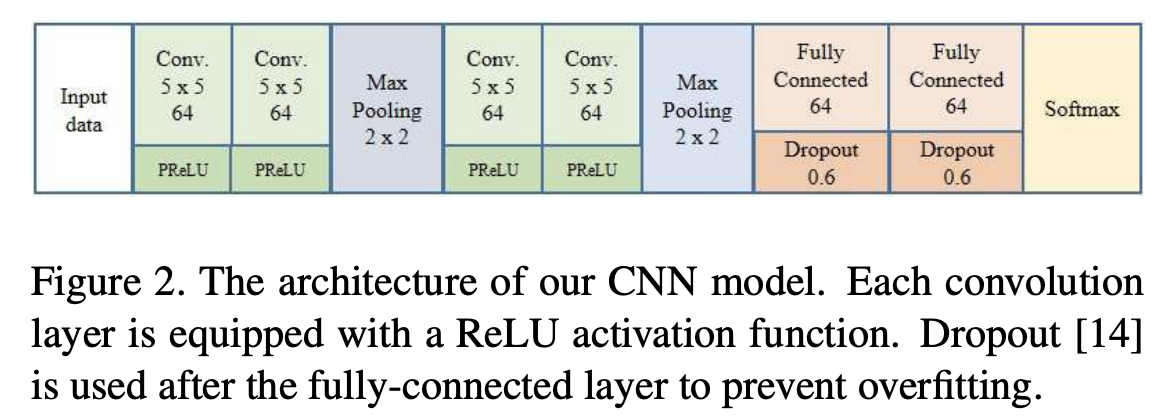 Input
data
Conv.
5 x 5
64
PReLU
Conv.
5 x 5
64
PReLU
Max
Pooling
2 x 2
Conv.
5 x 5
64
PReLU
Conv.
5 x 5
64
PReLU
Max
Pooling
2 x 2
Fully
Connected
64
Dropout
0.6
Fully
Connected
64
Dropout
0.6
Softmax
Figure 2. The architecture of our CNN model. Each convolution
layer is equipped with a ReLU activation function. Dropout [14]
is used after the fully-connected layer to prevent overfitting.